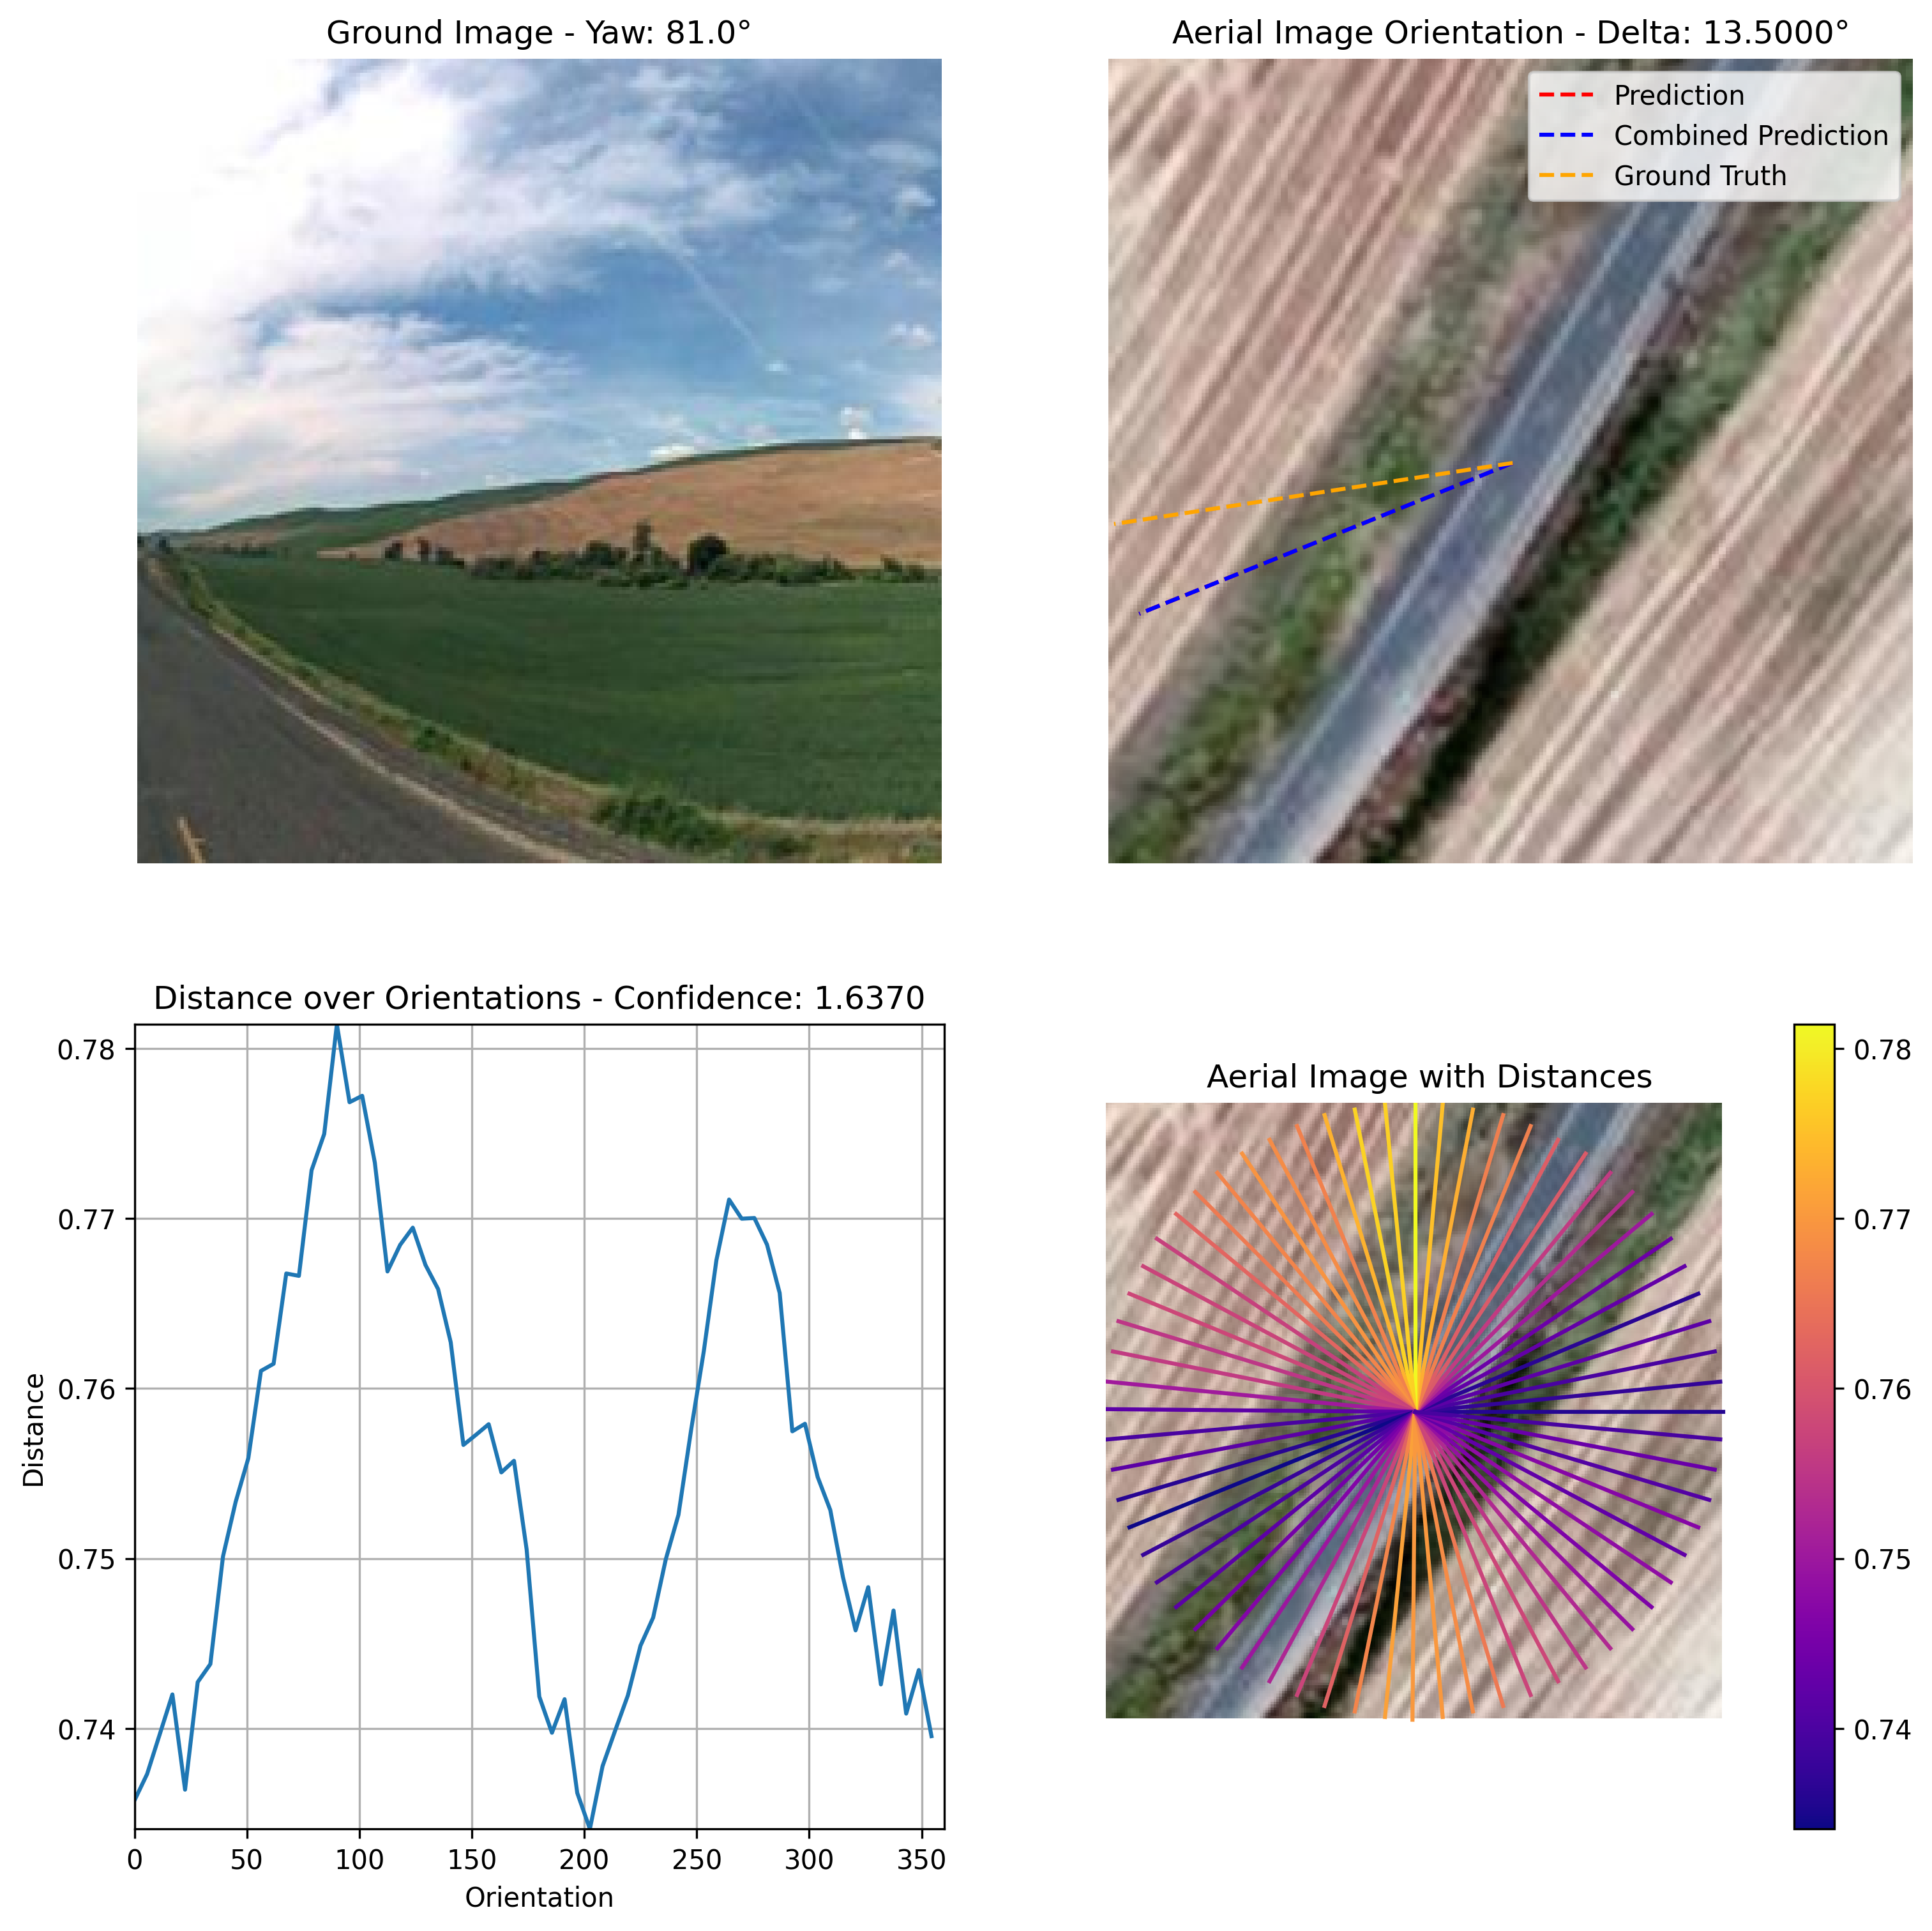 Ground Image - Yaw: 81.0°
Aerial Image Orientation - Delta: 13.5000°
Prediction
Combined Prediction
Ground Truth
Distance over Orientations - Confidence: 1.6370
0.78
0.77
0.76
0.75
0.74
Distance
0
50
100
150
200
250
300
350
Orientation
Aerial Image with Distances
0.78
0.77
0.76
0.75
0.74